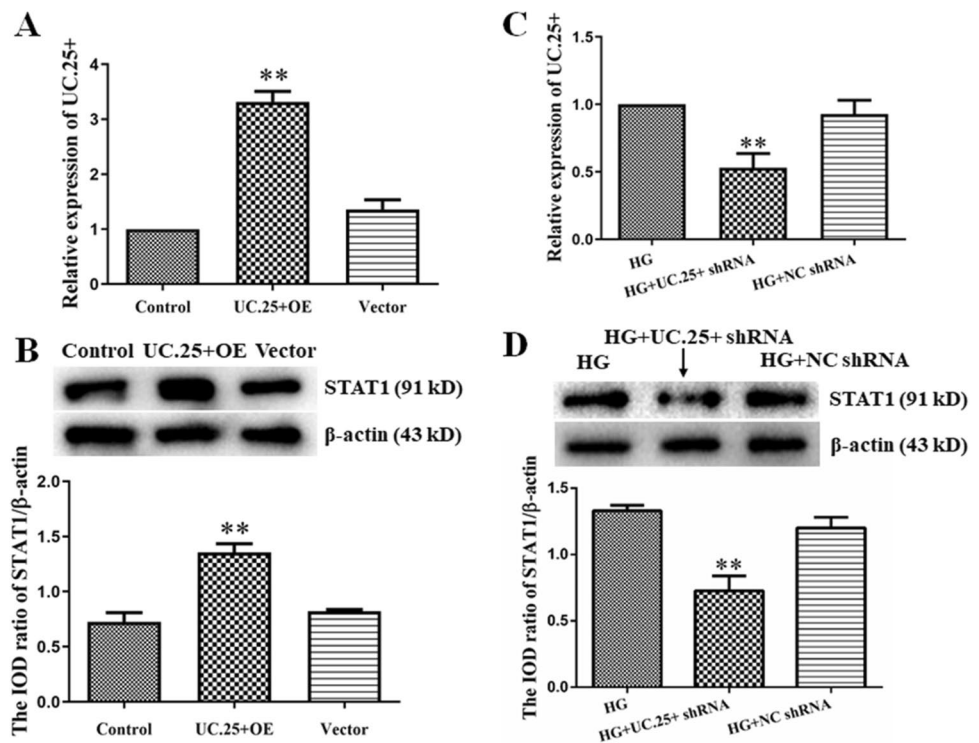 A
Relative expression of UC.25+
4
3
2
1
0
**
Control
UC.25+OE
Vector
C
Relative expression of UC.25+
1.5
1.0
0.5
0.0
**
HG
HG+UC.25+ shRNA
HG+NC shRNA
B
Control UC.25+OE Vector
STAT1 (91 kD)
β-actin (43 kD)
The IOD ratio of STAT1/β-actin
2.0
1.5
1.0
0.5
0.0
**
Control
UC.25+OE
Vector
D
HG+UC.25+ shRNA
HG
HG+NC shRNA
STAT1 (91 kD)
β-actin (43 kD)
The IOD ratio of STAT1/β-actin
1.5
1.0
0.5
0.0
**
HG
HG+UC.25+ shRNA
HG+NC shRNA